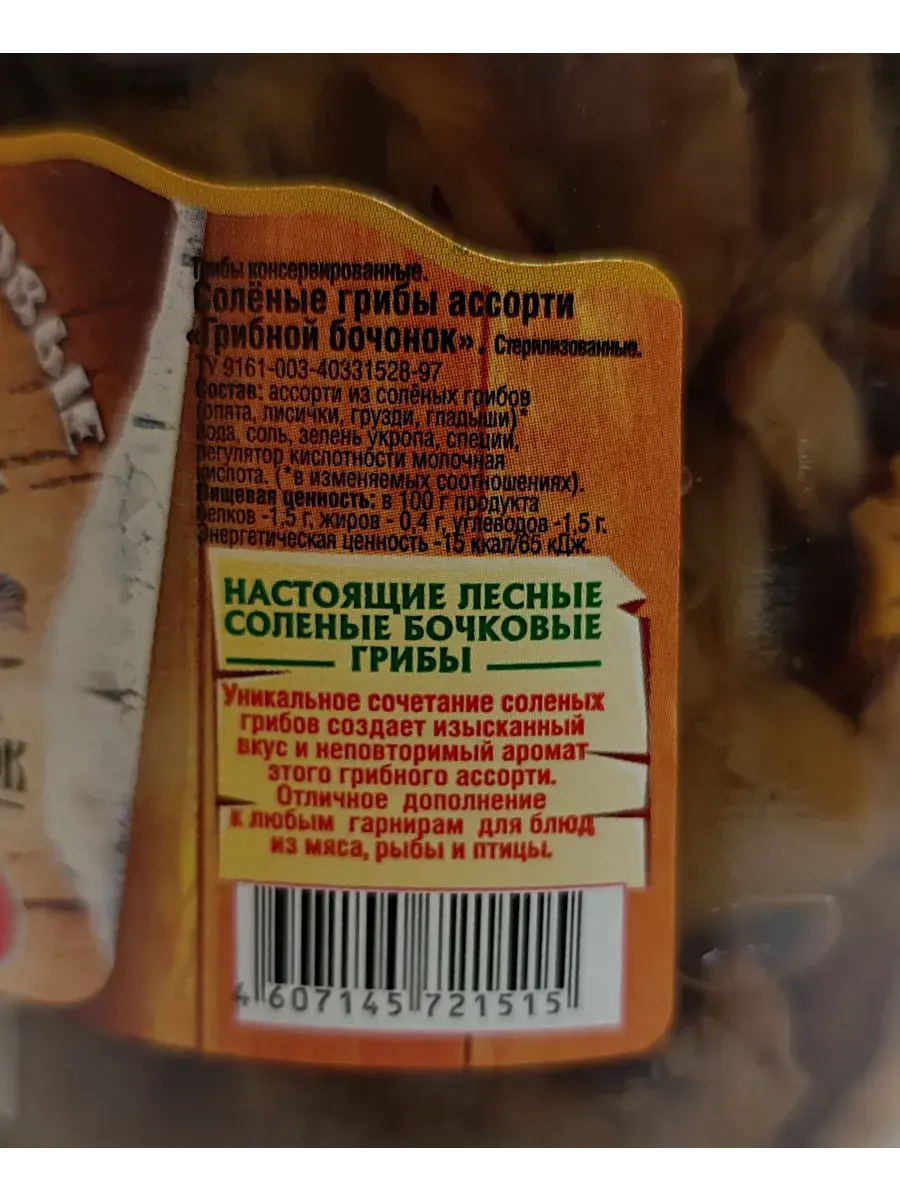 Грибы консервированные.
Солёные грибы ассорти
«Грибной бочонок». Стерилизованные.
ТУ 9161-003-40331528-97
Состав: ассорти из солёных грибов
(опята, лисички, грузди, гладыши)*
вода, соль, зелень укропа, специи,
регулятор кислотности молочная
кислота. (*в изменяемых соотношениях).
Пищевая ценность: в 100 г продукта
белков -1,5 г, жиров - 0,4 г, углеводов -1,5 г.
Энергетическая ценность -15 ккал/65 кДж.
НАСТОЯЩИЕ ЛЕСНЫЕ
СОЛЕНЫЕ БОЧКОВЫЕ
ГРИБЫ
Уникальное сочетание соленых
грибов создает изысканный
вкус и неповторимый аромат
этого грибного ассорти.
Отличное дополнение
к любым гарнирам для блюд
из мяса, рыбы и птицы.
4 607145 721515